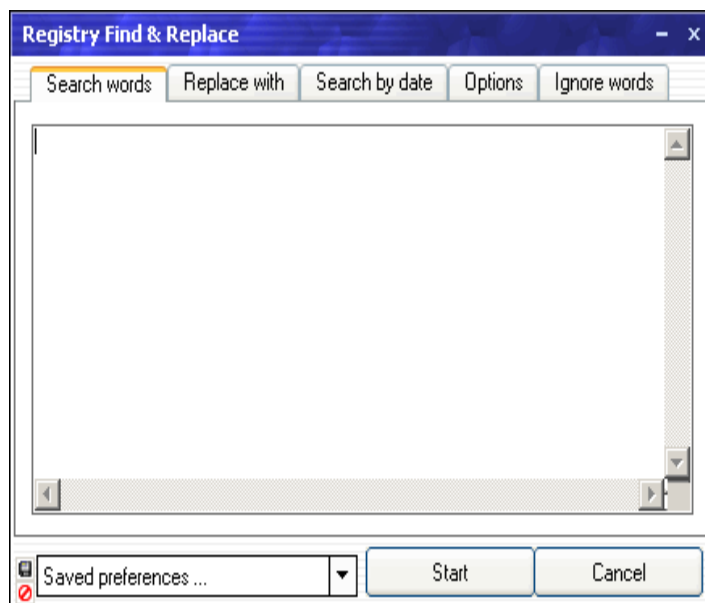 Registry Find & Replace
Search words Replace with Search by date Options Ignore words
Saved preferences ... Start Cancel